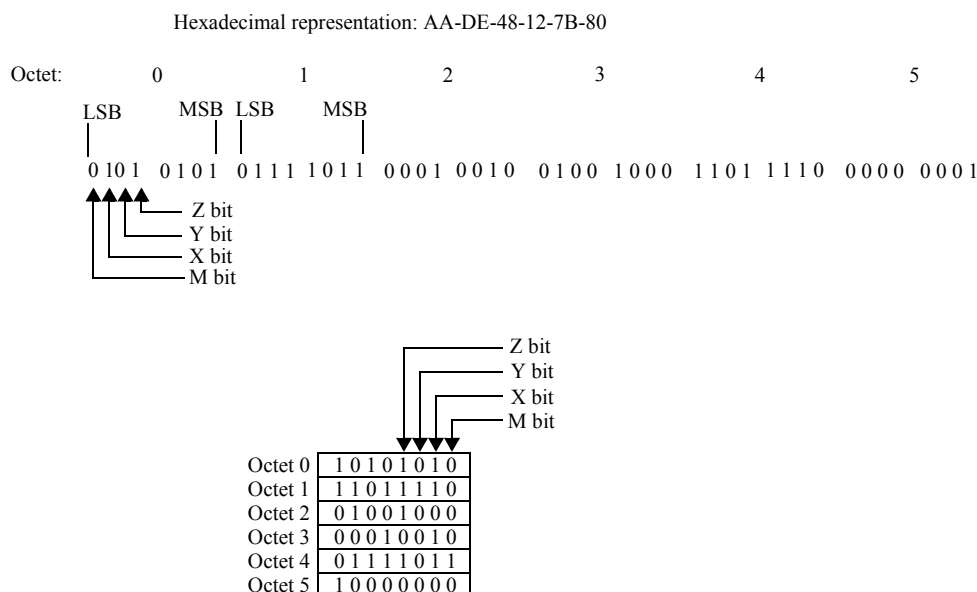 Hexadecimal representation: AA-DE-48-12-7B-80
Octet: 0 1 2 3 4 5
LSB MSB LSB MSB
0 1 0 1 0 1 0 1 0 1 1 1 1 0 1 1 0 0 0 1 0 0 1 0 0 1 0 0 1 0 0 0 1 1 0 1 1 1 1 0 0 0 0 0 0 0 0 1
Z bit
Y bit
X bit
M bit
Z bit
Y bit
X bit
M bit
Octet 0 1 0 1 0 1 0 1 0
Octet 1 1 1 0 1 1 1 1 0
Octet 2 0 1 0 0 1 0 0 0
Octet 3 0 0 0 1 0 0 1 0
Octet 4 0 1 1 1 1 0 1 1
Octet 5 1 0 0 0 0 0 0 0